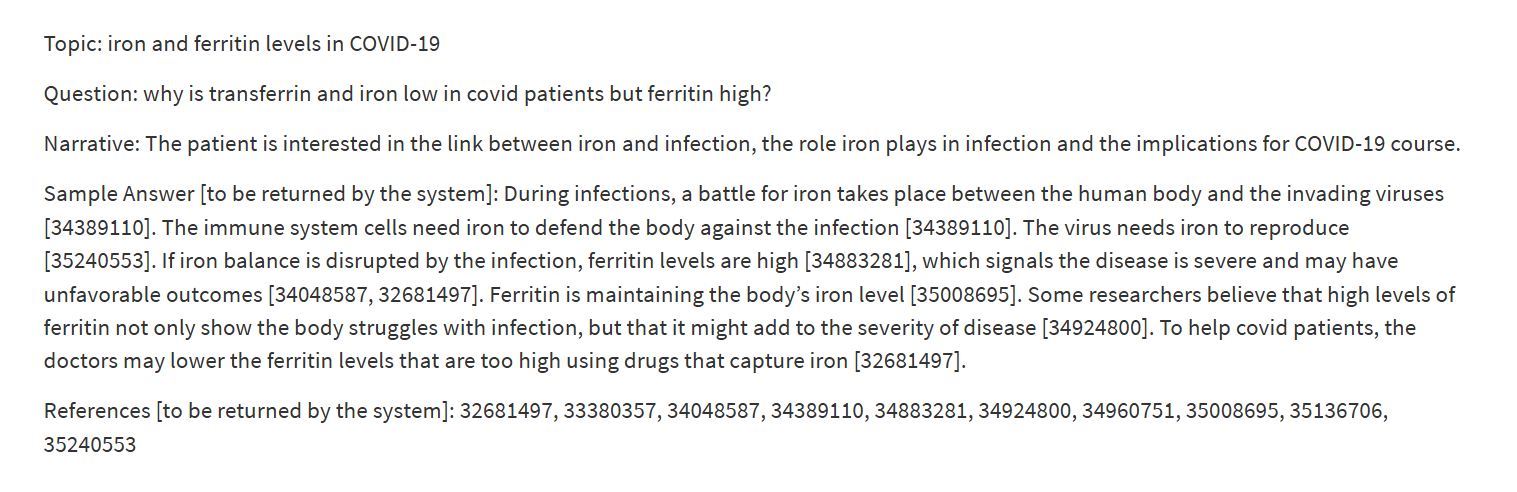 Topic: iron and ferritin levels in COVID-19
Question: why is transferrin and iron low in covid patients but ferritin high?
Narrative: The patient is interested in the link between iron and infection, the role iron plays in infection and the implications for COVID-19 course.
Sample Answer [to be returned by the system]: During infections, a battle for iron takes place between the human body and the invading viruses
[34389110]. The immune system cells need iron to defend the body against the infection [34389110]. The virus needs iron to reproduce
[35240553]. If iron balance is disrupted by the infection, ferritin levels are high [34883281], which signals the disease is severe and may have
unfavorable outcomes [34048587, 32681497]. Ferritin is maintaining the body’s iron level [35008695]. Some researchers believe that high levels of
ferritin not only show the body struggles with infection, but that it might add to the severity of disease [34924800]. To help covid patients, the
doctors may lower the ferritin levels that are too high using drugs that capture iron [32681497].
References [to be returned by the system]: 32681497, 33380357, 34048587, 34389110, 34883281, 34924800, 34960751, 35008695, 35136706,
35240553